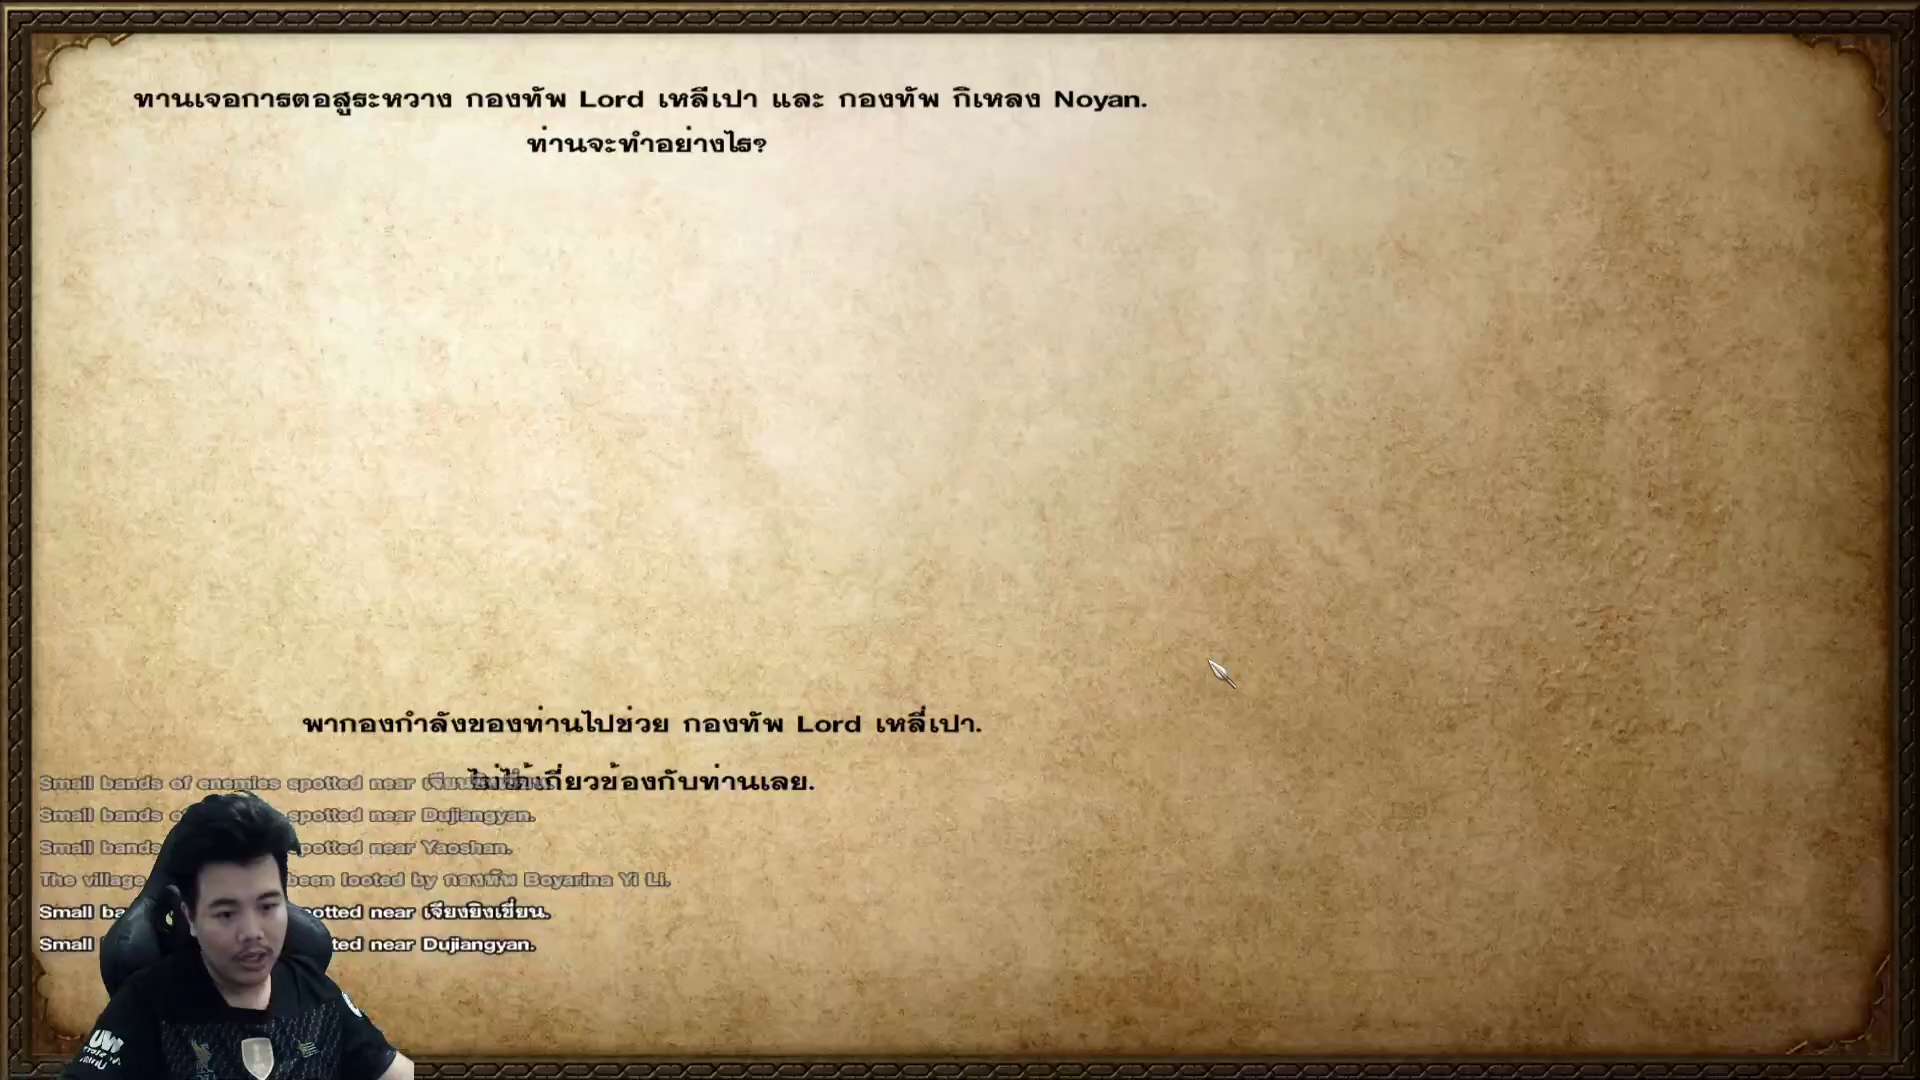 ทานเจอการตอสูระหวาง กองทัพ Lord เหลีเปา และ กองทัพ กิเหลง Noyan.
ท่านจะทำอย่างไร?
พากองกำลังของท่านไปช่วย กองทัพ Lord เหลี่เปา.
ไม่ได้เกี่ยวข้องกับท่านเลย.
Small bands of enemies spotted near
Small bands spotted near Dujiangyan.
Small bands spotted near Yaoshan.
The village been looted by กองทัพ Boyarina Yi Li.
Small near เจียงยิงเชี่ยน.
Small near Dujiangyan.
UW